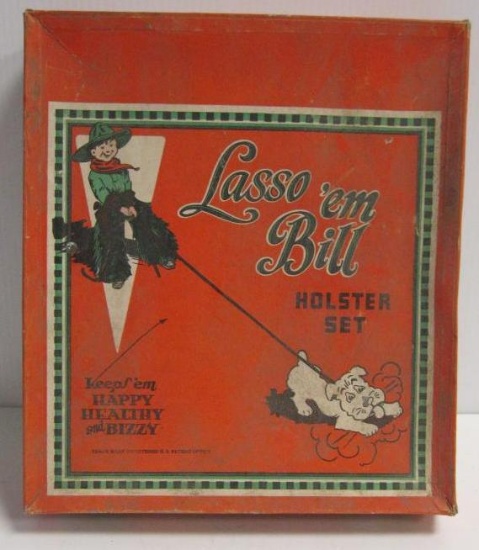 Lasso 'em
Bill
HOLSTER
SET
Keeps 'em
HAPPY
HEALTHY
and BIZZY